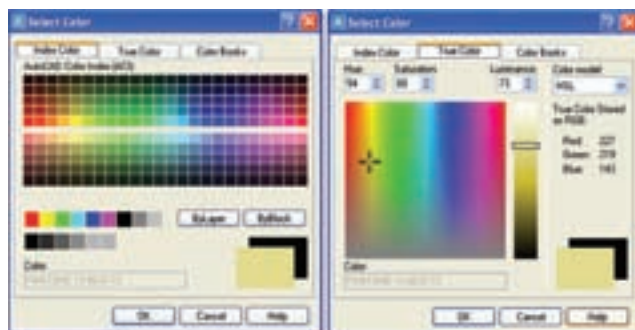 Select Color
Index Color True Color Color Books
AutoCAD Color Index (ACI)
ByLayer ByBlock
Color
OK Cancel Help
Select Color
Index Color True Color Color Books
Hue Saturation Luminance Color model
HSL
True Color Stored
as RGB
Red
Green
Blue
Color
OK Cancel Help